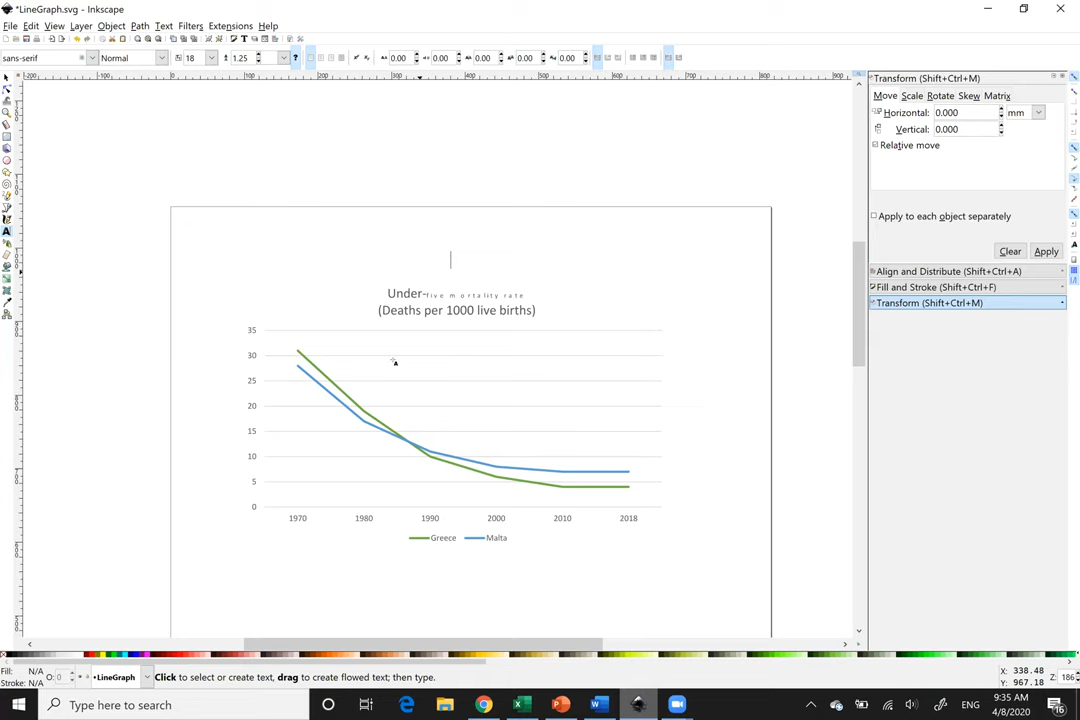 *LineGraph.svg - Inkscape
File Edit View Layer Object Path Text Filters Extensions Help
sans-serif Normal 18 1.25 ? 0.00 0.00 0.00 0.00 0.00
Transform (Shift+Ctrl+M)
Move Scale Rotate Skew Matrix
Horizontal: 0.000 mm
Vertical: 0.000
Relative move
Apply to each object separately
Clear Apply
Align and Distribute (Shift+Ctrl+A)
Fill and Stroke (Shift+Ctrl+F)
Transform (Shift+Ctrl+M)
Under-five mortality rate
(Deaths per 1000 live births)
35
30
25
20
15
10
5
0
1970 1980 1990 2000 2010 2018
Greece Malta
Fill: N/A
Stroke: N/A
O: 0
•LineGraph
Click to select or create text, drag to create flowed text; then type.
X: 338.48
Y: 967.18
Z: 186
Type here to search
ENG
9:35 AM
4/8/2020
16